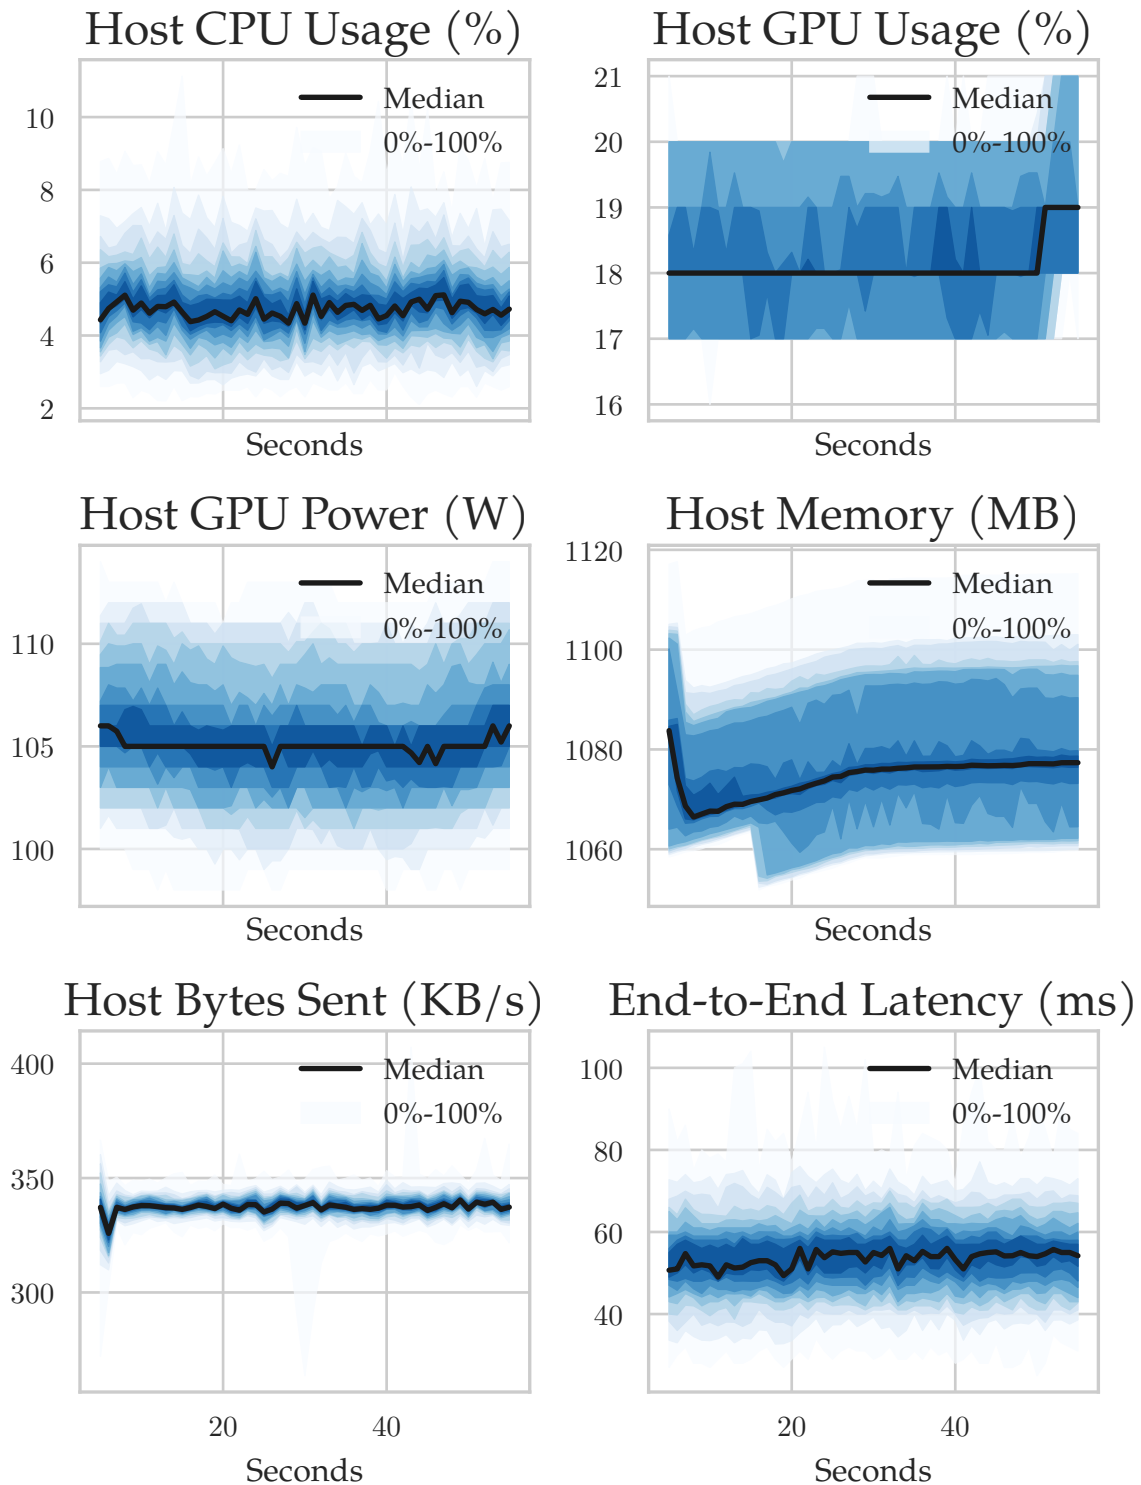 Host CPU Usage (%)
10
8
6
4
2
Median
0%-100%
Seconds
Host GPU Usage (%)
21
20
19
18
17
16
Median
0%-100%
Seconds
Host GPU Power (W)
110
105
100
Median
0%-100%
Seconds
Host Memory (MB)
1120
1100
1080
1060
Median
0%-100%
Seconds
Host Bytes Sent (KB/s)
400
350
300
Median
0%-100%
20 40
Seconds
End-to-End Latency (ms)
100
80
60
40
Median
0%-100%
20 40
Seconds